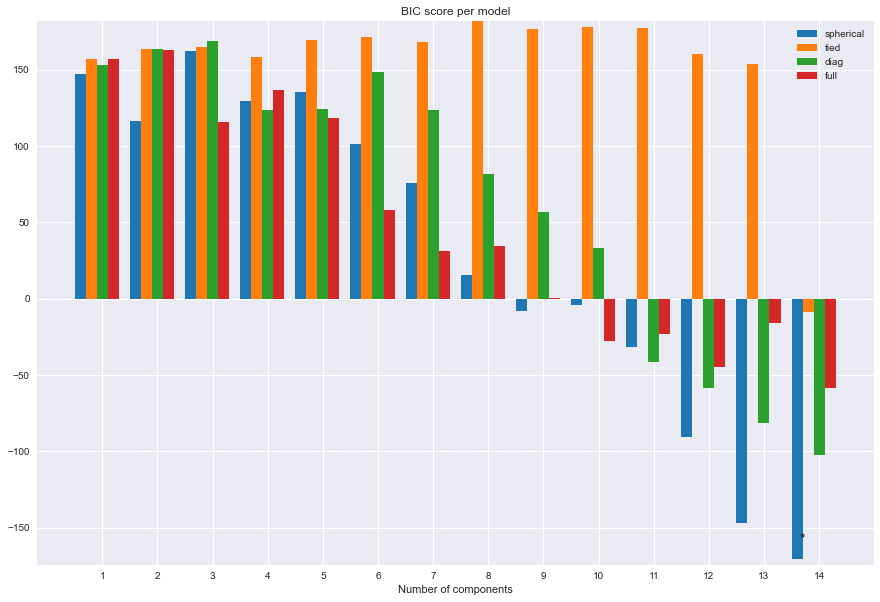 BIC score per model
spherical
tied
diag
full
150
100
50
0
−50
−100
−150
*
1 2 3 4 5 6 7 8 9 10 11 12 13 14
Number of components